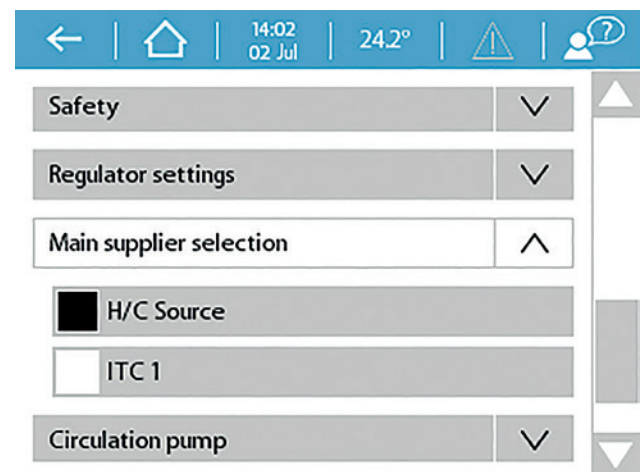 14:02
02 Jul
24.2°
?
Safety
Regulator settings
Main supplier selection
H/C Source
ITC 1
Circulation pump